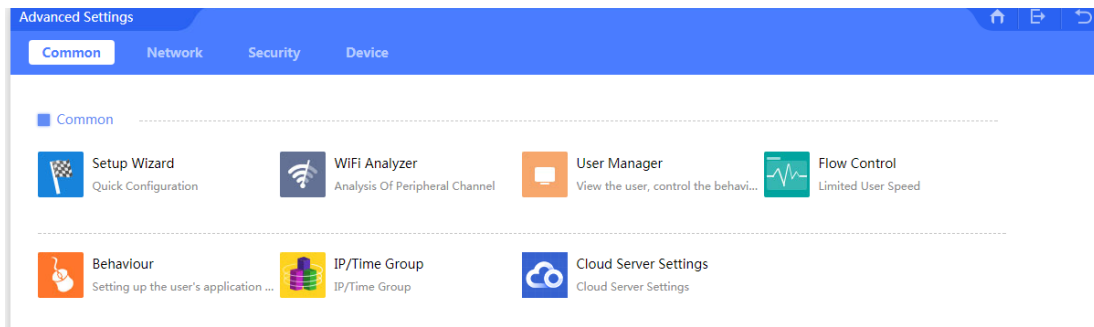 Advanced Settings
Common Network Security Device
Common
Setup Wizard
Quick Configuration
WiFi Analyzer
Analysis Of Peripheral Channel
User Manager
View the user, control the behavi...
Flow Control
Limited User Speed
Behaviour
Setting up the user's application ...
IP/Time Group
IP/Time Group
Cloud Server Settings
Cloud Server Settings